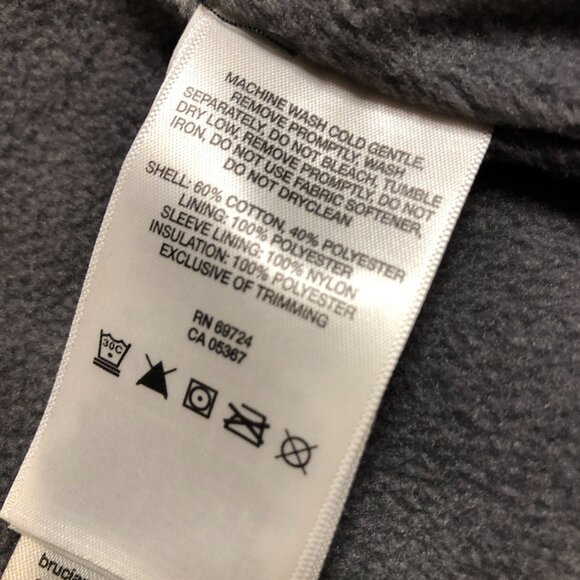 MACHINE WASH COLD GENTLE.
REMOVE PROMPTLY. WASH
SEPARATELY. DO NOT BLEACH. TUMBLE
DRY LOW, REMOVE PROMPTLY. DO NOT
IRON. DO NOT USE FABRIC SOFTENER.
DO NOT DRYCLEAN
SHELL: 60% COTTON, 40% POLYESTER
LINING: 100% POLYESTER
SLEEVE LINING: 100% NYLON
INSULATION: 100% POLYESTER
EXCLUSIVE OF TRIMMING
RN 69724
CA 05367
30C